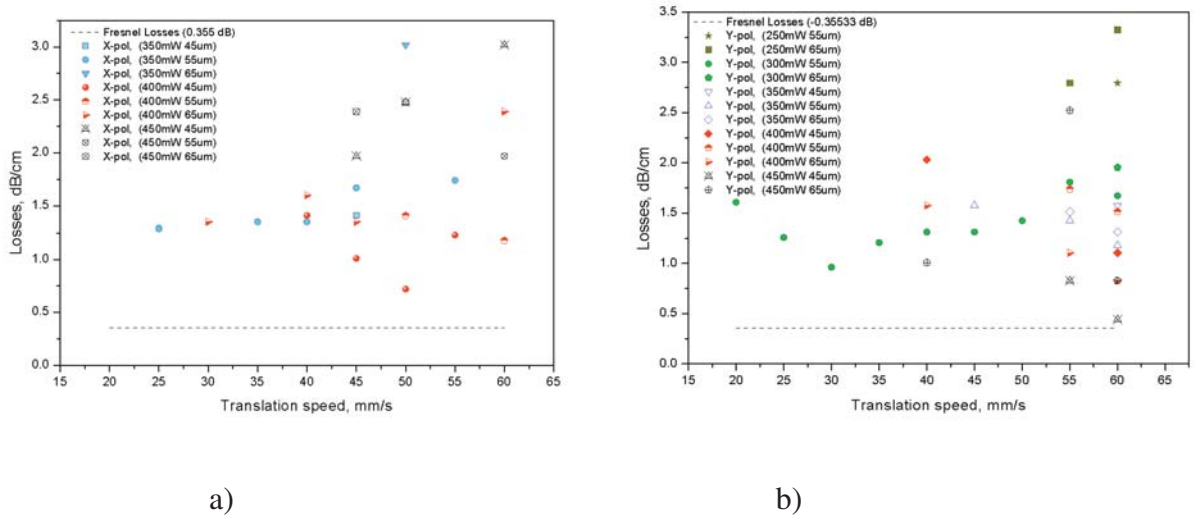 Fresnel Losses (0.355 dB)
X-pol, (350mW 45um)
X-pol, (350mW 55um)
X-pol, (350mW 65um)
X-pol, (400mW 45um)
X-pol, (400mW 55um)
X-pol, (400mW 65um)
X-pol, (450mW 45um)
X-pol, (450mW 55um)
X-pol, (450mW 65um)
3.0
2.5
2.0
1.5
1.0
0.5
0.0
Losses, dB/cm
15 20 25 30 35 40 45 50 55 60 65
Translation speed, mm/s
a)
Fresnel Losses (-0.35533 dB)
Y-pol, (250mW 55um)
Y-pol, (250mW 65um)
Y-pol, (300mW 55um)
Y-pol, (300mW 65um)
Y-pol, (350mW 45um)
Y-pol, (350mW 55um)
Y-pol, (350mW 65um)
Y-pol, (400mW 45um)
Y-pol, (400mW 55um)
Y-pol, (400mW 65um)
Y-pol, (450mW 45um)
Y-pol, (450mW 65um)
3.5
3.0
2.5
2.0
1.5
1.0
0.5
0.0
Losses, dB/cm
15 20 25 30 35 40 45 50 55 60 65
Translation speed, mm/s
b)